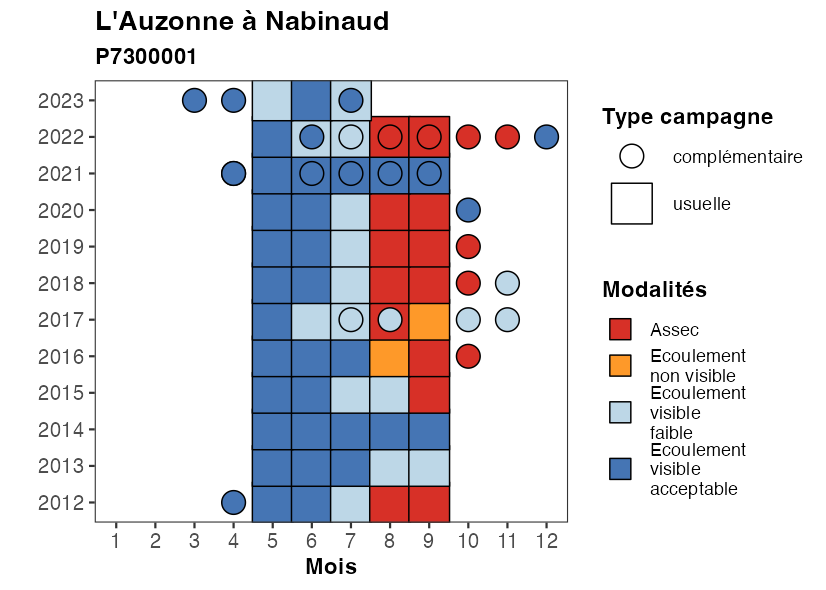 L'Auzonne à Nabinaud
P7300001
2023
2022
2021
2020
2019
2018
2017
2016
2015
2014
2013
2012
1 2 3 4 5 6 7 8 9 10 11 12
Mois
Type campagne
complémentaire
usuelle
Modalités
Assec
Ecoulement
non visible
Ecoulement
visible
faible
Ecoulement
visible
acceptable